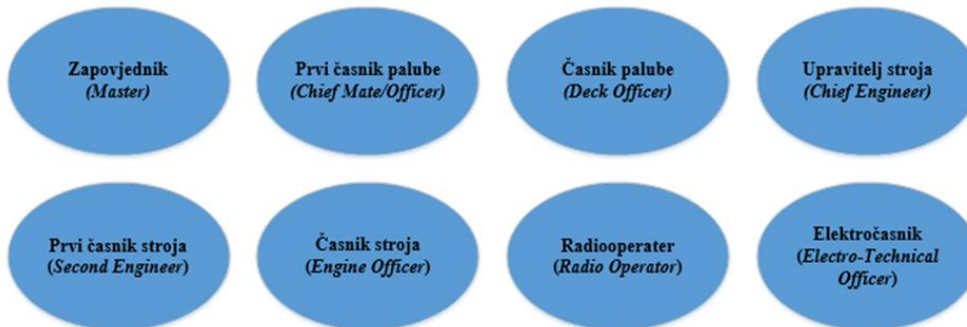 Zapovjednik
(Master)
Prvi časnik palube
(Chief Mate/Officer)
Časnik palube
(Deck Officer)
Upravitelj stroja
(Chief Engineer)
Prvi časnik stroja
(Second Engineer)
Časnik stroja
(Engine Officer)
Radiooperater
(Radio Operator)
Elektročasnik
(Electro-Technical
Officer)